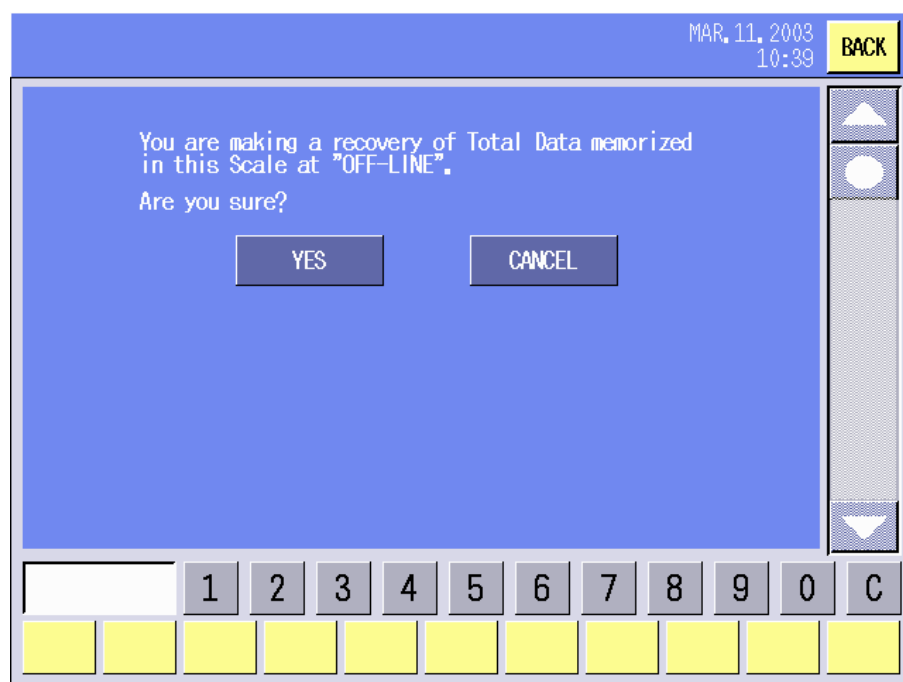 MAR.11.2003
10:39
BACK
You are making a recovery of Total Data memorized
in this Scale at "OFF-LINE".
Are you sure?
YES CANCEL
1 2 3 4 5 6 7 8 9 0 C